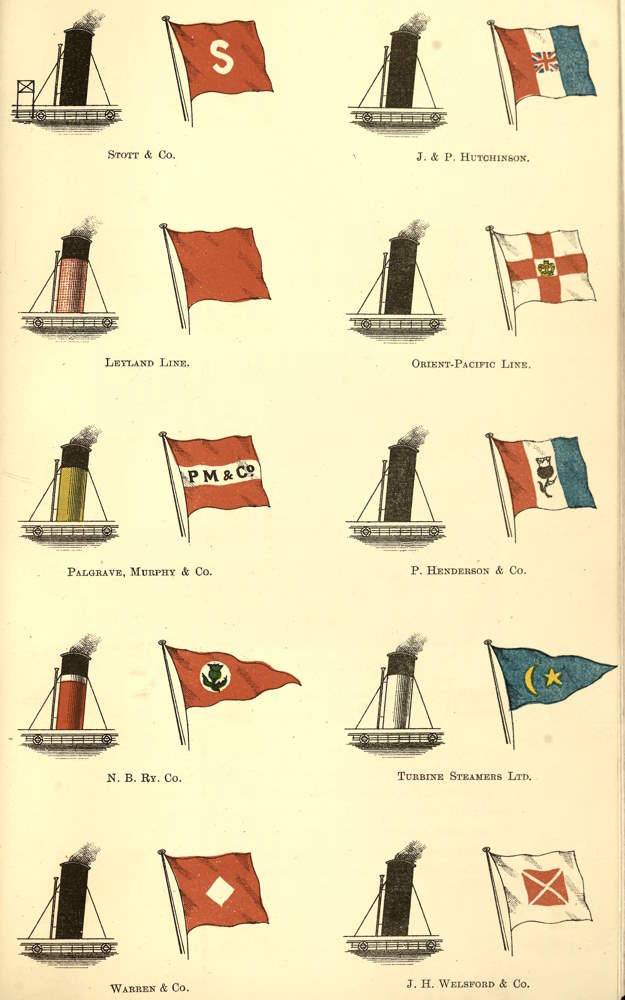 S
Stott & Co.
J. & P. Hutchinson.
Leyland Line.
Orient-Pacific Line.
P M & Co.
Palgrave, Murphy & Co.
P. Henderson & Co.
N. B. Ry. Co.
Turbine Steamers Ltd.
Warren & Co.
J. H. Welsford & Co.